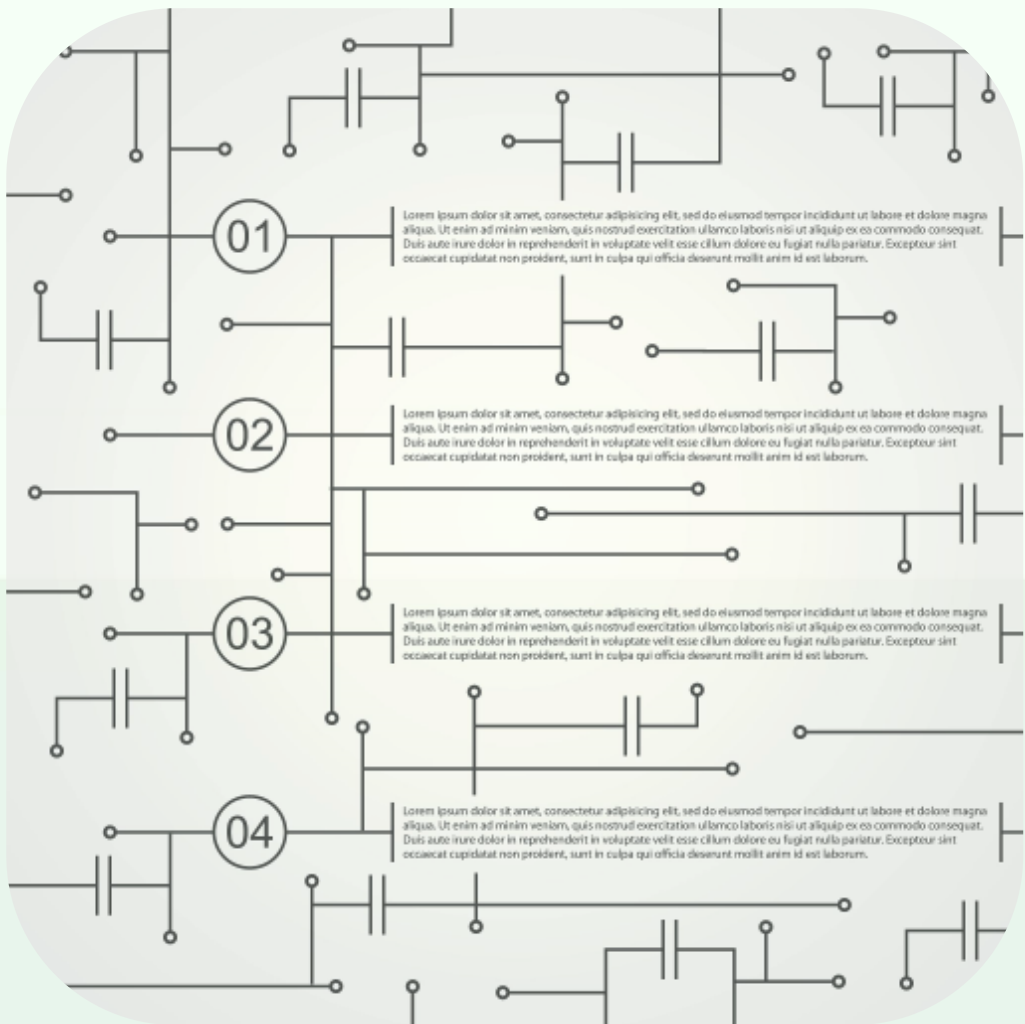 01
Lorem ipsum dolor sit amet, consectetur adipisicing elit, sed do eiusmod tempor incididunt ut labore et dolore magna
aliqua. Ut enim ad minim veniam, quis nostrud exercitation ullamco laboris nisi ut aliquip ex ea commodo consequat.
Duis aute irure dolor in reprehenderit in voluptate velit esse cillum dolore eu fugiat nulla pariatur. Excepteur sint
occaecat cupidatat non proident, sunt in culpa qui officia deserunt mollit anim id est laborum.
02
Lorem ipsum dolor sit amet, consectetur adipisicing elit, sed do eiusmod tempor incididunt ut labore et dolore magna
aliqua. Ut enim ad minim veniam, quis nostrud exercitation ullamco laboris nisi ut aliquip ex ea commodo consequat.
Duis aute irure dolor in reprehenderit in voluptate velit esse cillum dolore eu fugiat nulla pariatur. Excepteur sint
occaecat cupidatat non proident, sunt in culpa qui officia deserunt mollit anim id est laborum.
03
Lorem ipsum dolor sit amet, consectetur adipisicing elit, sed do eiusmod tempor incididunt ut labore et dolore magna
aliqua. Ut enim ad minim veniam, quis nostrud exercitation ullamco laboris nisi ut aliquip ex ea commodo consequat.
Duis aute irure dolor in reprehenderit in voluptate velit esse cillum dolore eu fugiat nulla pariatur. Excepteur sint
occaecat cupidatat non proident, sunt in culpa qui officia deserunt mollit anim id est laborum.
04
Lorem ipsum dolor sit amet, consectetur adipisicing elit, sed do eiusmod tempor incididunt ut labore et dolore magna
aliqua. Ut enim ad minim veniam, quis nostrud exercitation ullamco laboris nisi ut aliquip ex ea commodo consequat.
Duis aute irure dolor in reprehenderit in voluptate velit esse cillum dolore eu fugiat nulla pariatur. Excepteur sint
occaecat cupidatat non proident, sunt in culpa qui officia deserunt mollit anim id est laborum.